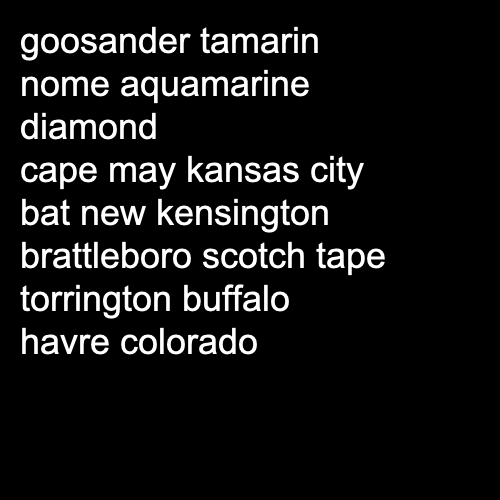 goosander tamarin
nome aquamarine
diamond
cape may kansas city
bat new kensington
brattleboro scotch tape
torrington buffalo
havre colorado